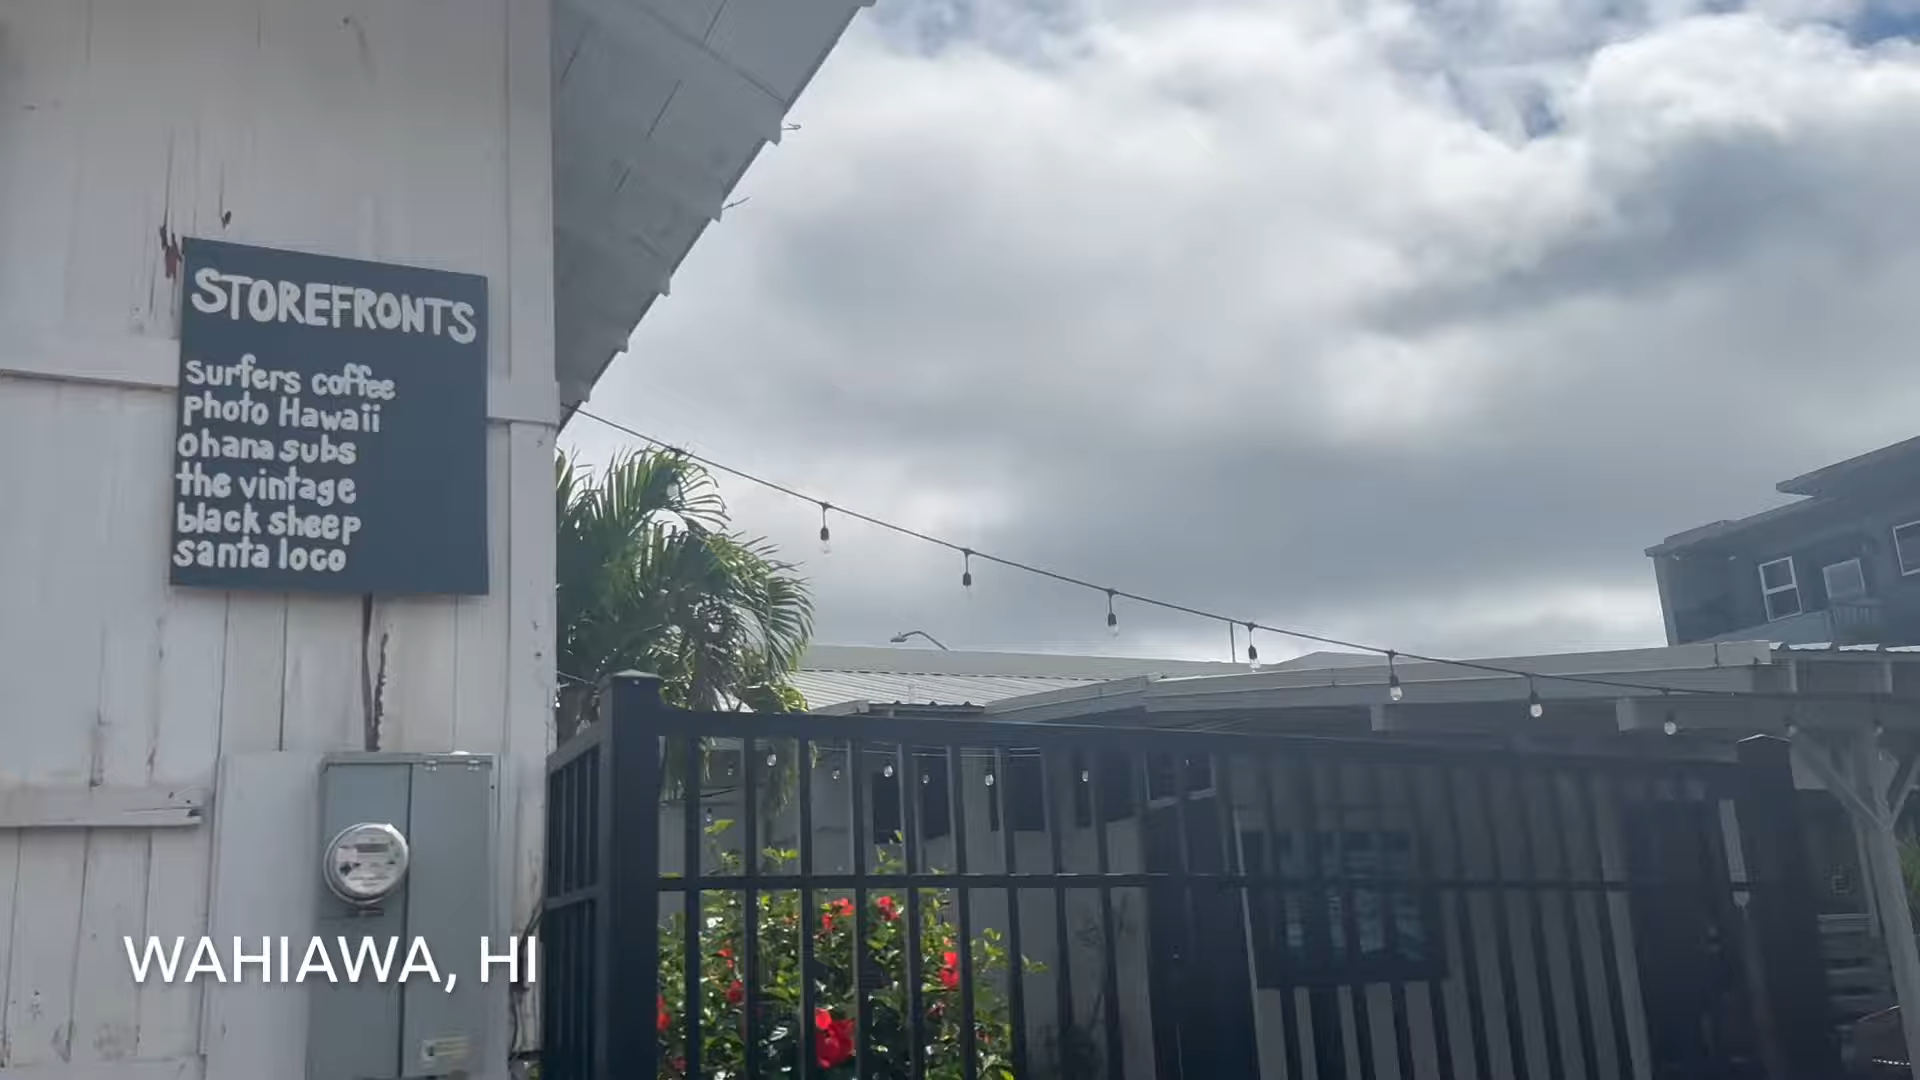 STOREFRONTS
surfers coffee
photo Hawaii
ohana subs
the vintage
black sheep
santa loco
WAHIAWA, HI